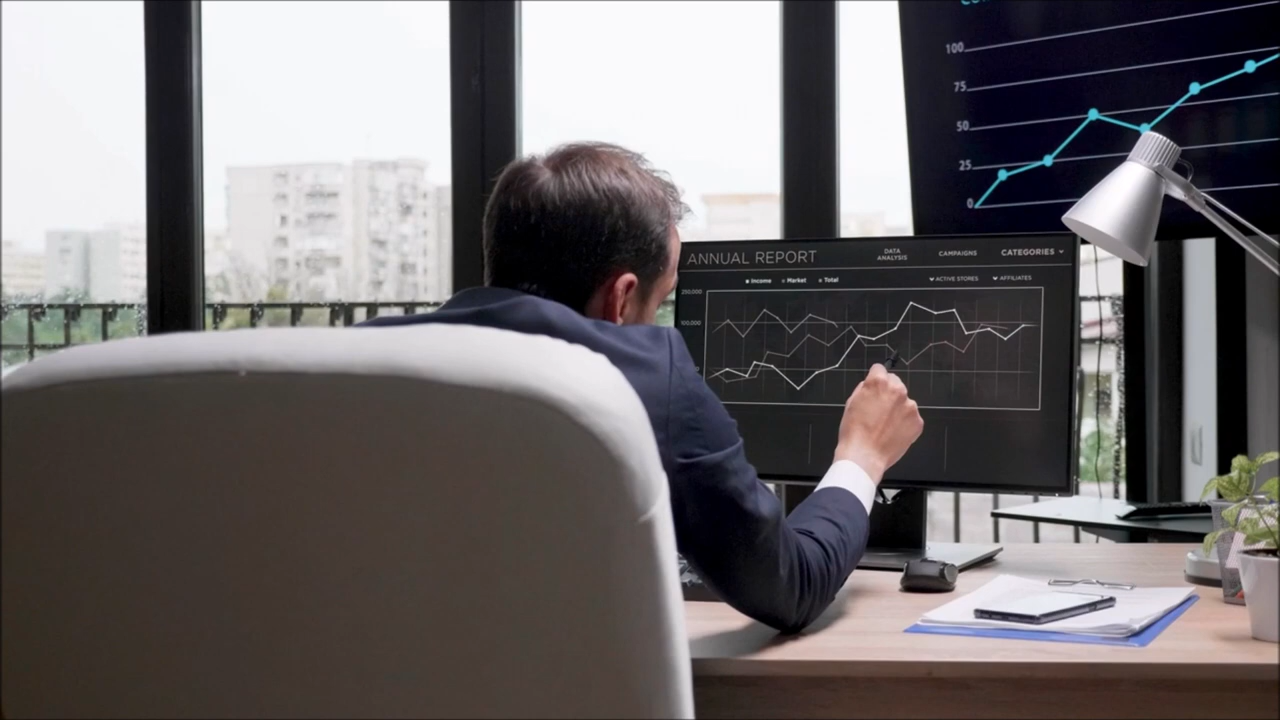 100
75
50
25
0
ANNUAL REPORT
DATA ANALYSIS
CAMPAIGNS
CATEGORIES
Income Market Total
ACTIVE STORES AFFILIATES
200,000
100,000